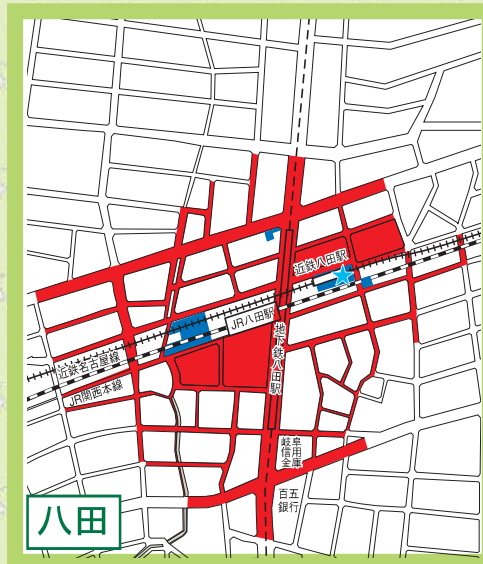 近鉄八田駅
JR八田駅
地下鉄八田駅
近鉄名古屋線
JR関西本線
岐阜
信用
金庫
百五
銀行
八田